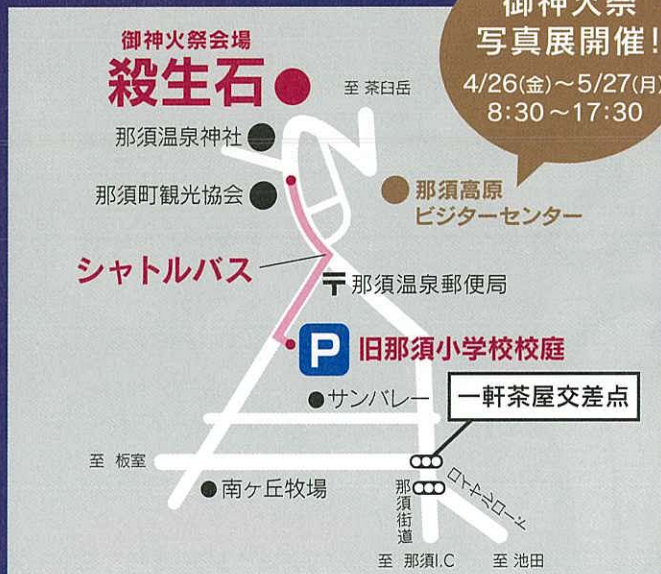 御神火祭
写真展開催!
4/26(金)~5/27(月)
8:30~17:30
御神火祭会場
殺生石
至 茶臼岳
那須温泉神社
那須町観光協会
那須高原
ビジターセンター
シャトルバス
〒那須温泉郵便局
P 旧那須小学校校庭
サンバレー
一軒茶屋交差点
至 板室
南ヶ丘牧場
那須街道
ロイヤルロード
至 那須I.C
至 池田